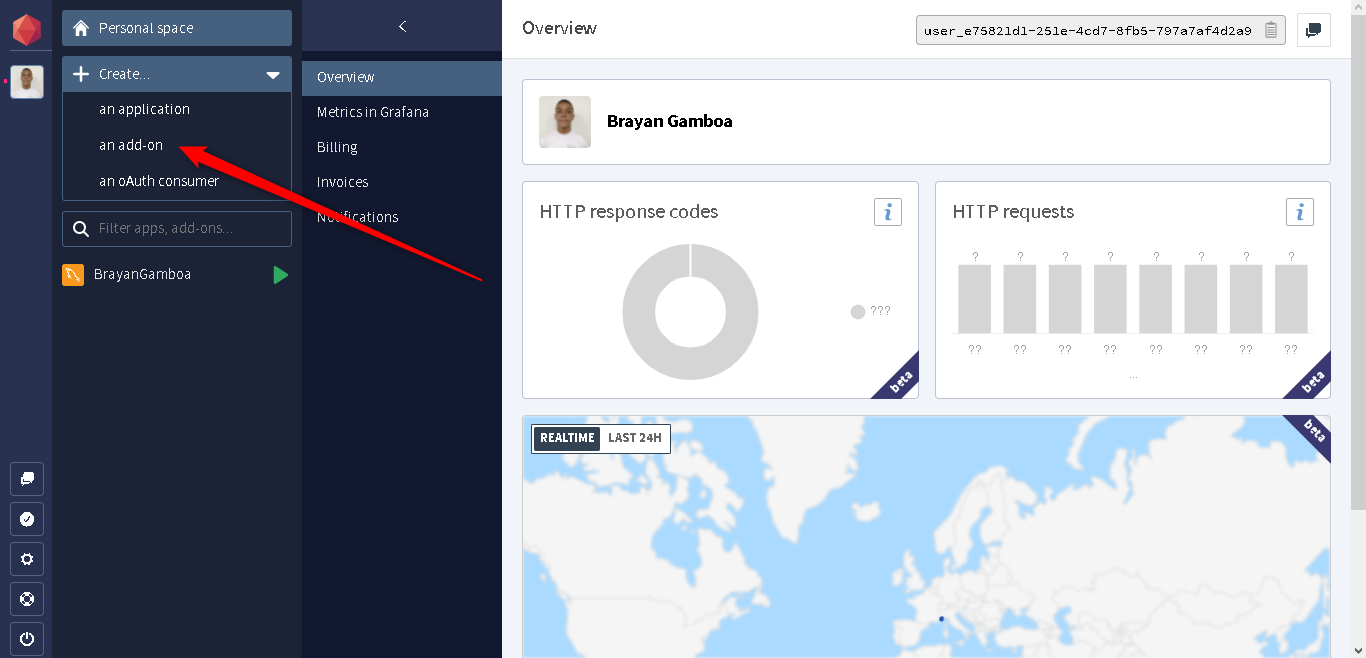 Personal space
Create...
an application
an add-on
an oAuth consumer
Filter apps, add-ons...
BrayanGamboa
Overview
Metrics in Grafana
Billing
Invoices
Notifications
Overview
user_e75821d1-251e-4cd7-8fb5-797a7af4d2a9
Brayan Gamboa
HTTP response codes
i
???
beta
HTTP requests
i
? ? ? ? ? ? ? ?
?? ?? ?? ?? ?? ?? ?? ??
...
beta
REALTIME LAST 24H
beta